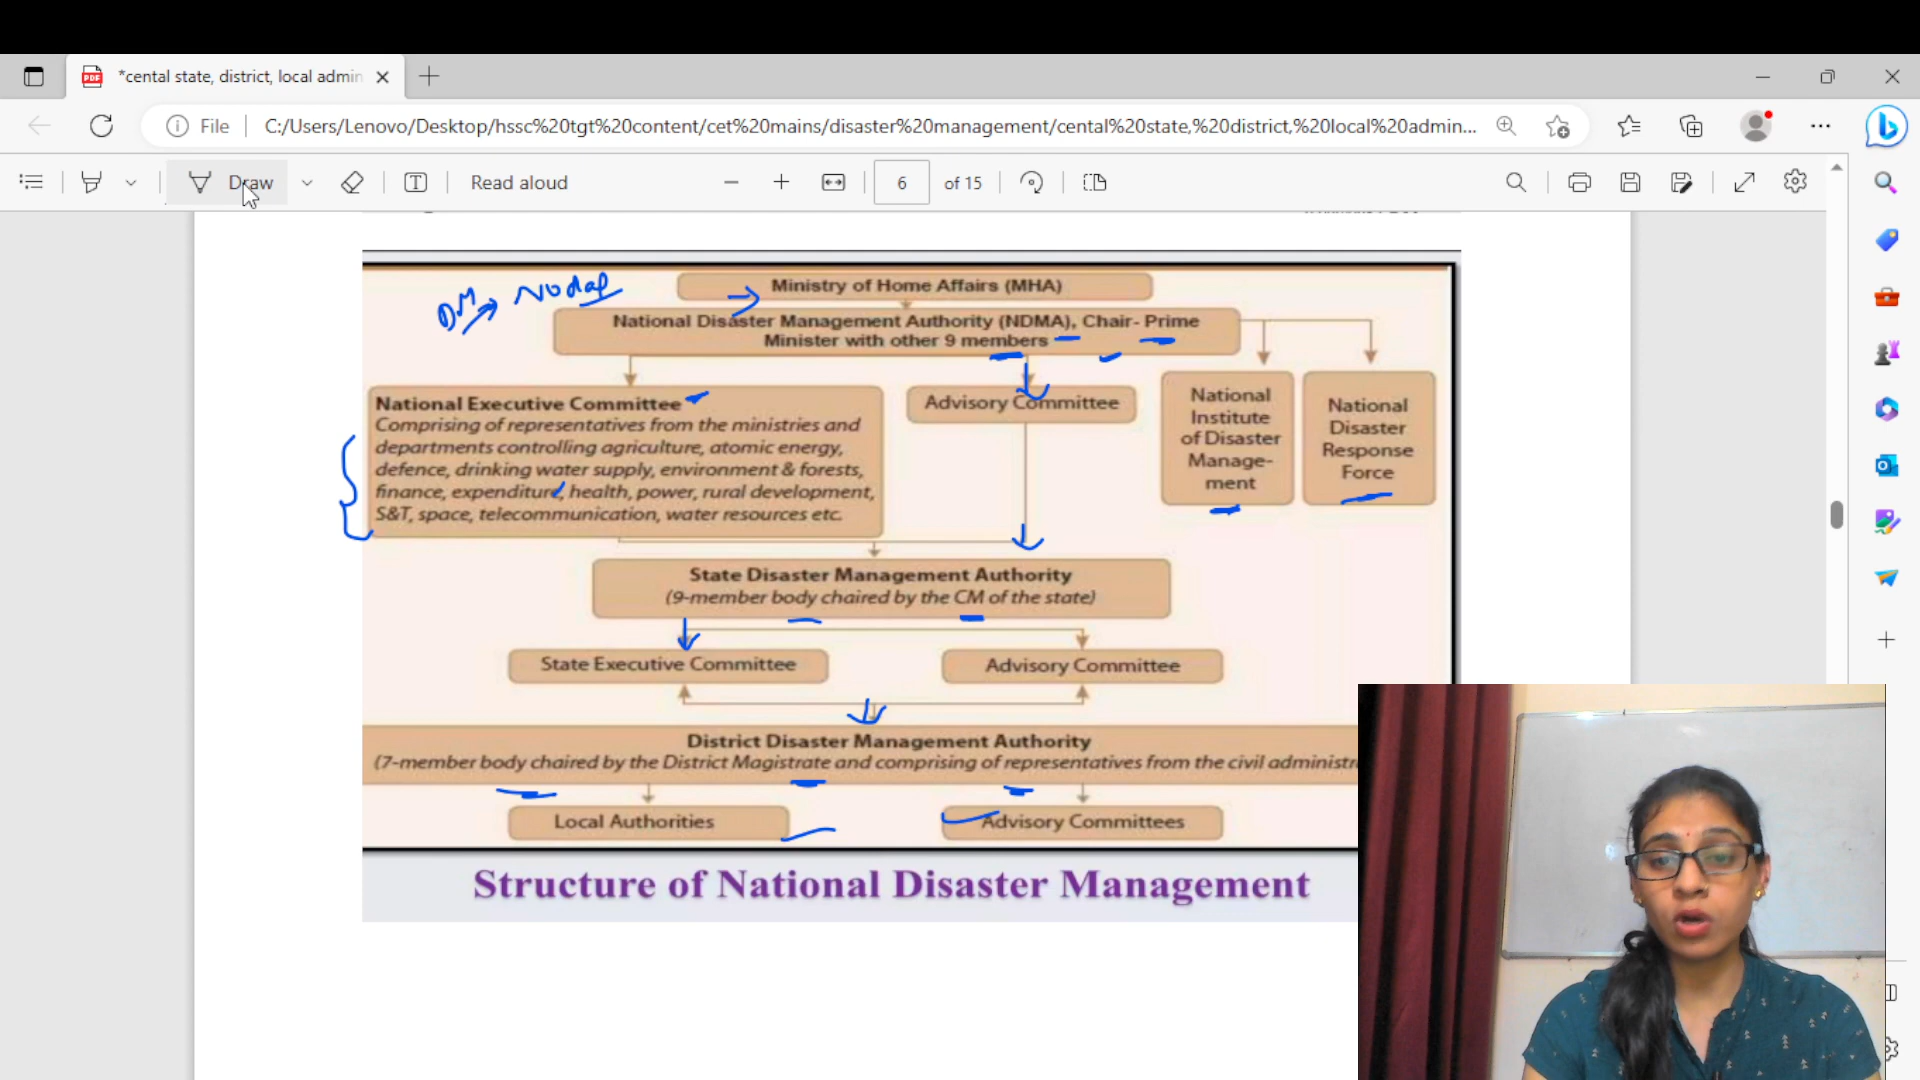 *cental state, district, local admin
File
C:/Users/Lenovo/Desktop/hssc%20tgt%20content/cet%20mains/disaster%20management/cental%20state,%20district,%20local%20admin...
Draw
Read aloud
6 of 15
DM → Nodal
Ministry of Home Affairs (MHA)
National Disaster Management Authority (NDMA), Chair- Prime
Minister with other 9 members
National Executive Committee
Comprising of representatives from the ministries and
departments controlling agriculture, atomic energy,
defence, drinking water supply, environment & forests,
finance, expenditure, health, power, rural development,
S&T, space, telecommunication, water resources etc.
Advisory Committee
National
Institute
of Disaster
Manage-
ment
National
Disaster
Response
Force
State Disaster Management Authority
(9-member body chaired by the CM of the state)
State Executive Committee
Advisory Committee
District Disaster Management Authority
(7-member body chaired by the District Magistrate and comprising of representatives from the civil administr
Local Authorities
Advisory Committees
Structure of National Disaster Management